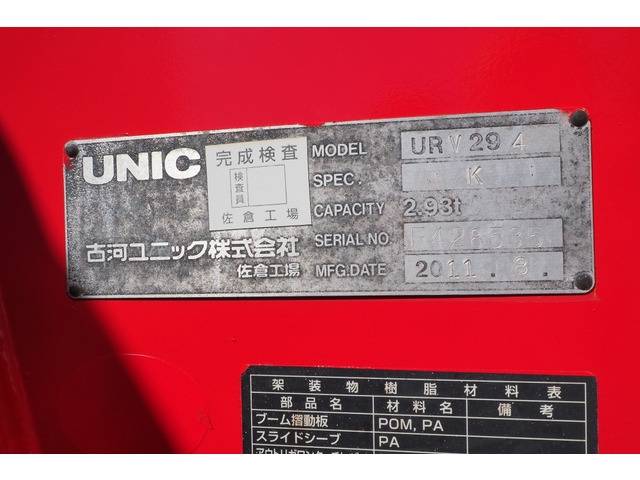 UNIC
完成検査
検査員
佐倉工場
古河ユニック株式会社
佐倉工場
MODEL URV294
SPEC. K
CAPACITY 2.93t
SERIAL NO.
MFG.DATE 2011.8.
架装物樹脂材料表
部品名 材料名 備考
ブーム摺動板 POM, PA
スライドシーブ PA